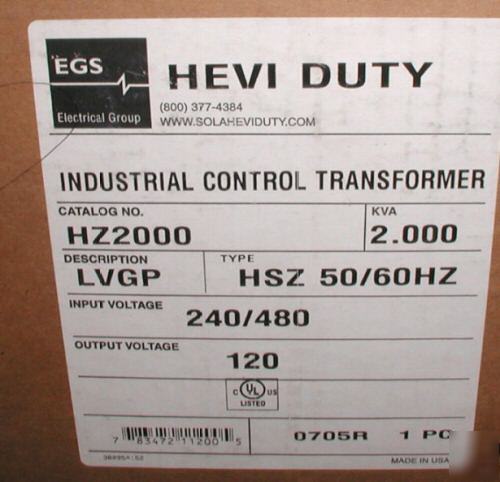 EGS
Electrical Group
HEVI DUTY
(800) 377-4384
WWW.SOLAHEVIDUTY.COM
INDUSTRIAL CONTROL TRANSFORMER
CATALOG NO.
HZ2000
KVA
2.000
DESCRIPTION
LVGP
TYPE
HSZ 50/60HZ
INPUT VOLTAGE
240/480
OUTPUT VOLTAGE
120
C UL US
LISTED
7 83472 11200 5
0705R 1 PC
MADE IN USA